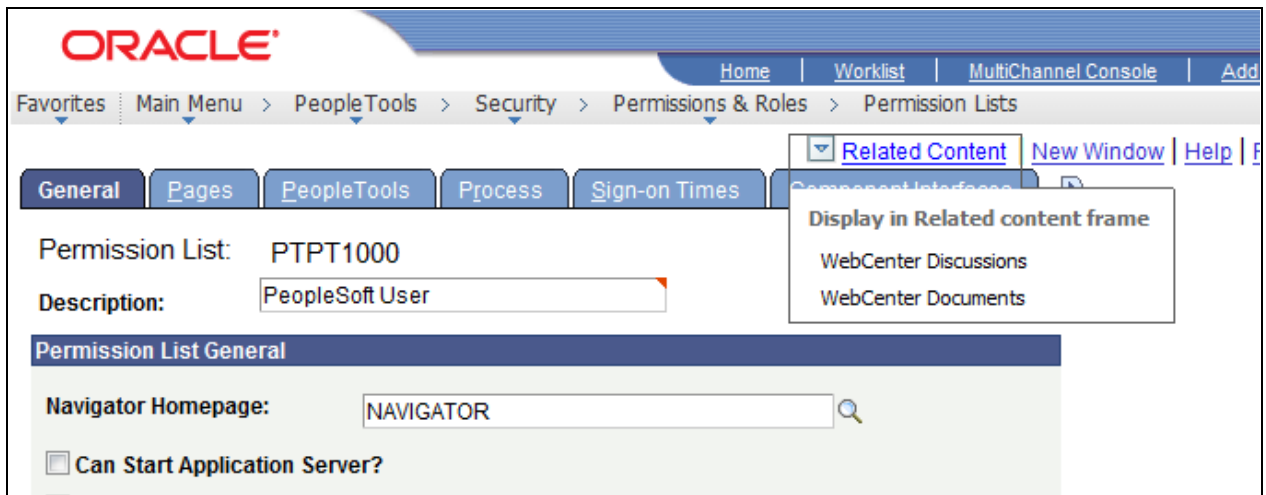 ORACLE
Home | Worklist | MultiChannel Console | Add
Favorites Main Menu > PeopleTools > Security > Permissions & Roles > Permission Lists
Related Content | New Window | Help |
General Pages PeopleTools Process Sign-on Times Component Interfaces
Display in Related content frame
Permission List: PTPT1000
WebCenter Discussions
Description: PeopleSoft User
WebCenter Documents
Permission List General
Navigator Homepage: NAVIGATOR
Can Start Application Server?